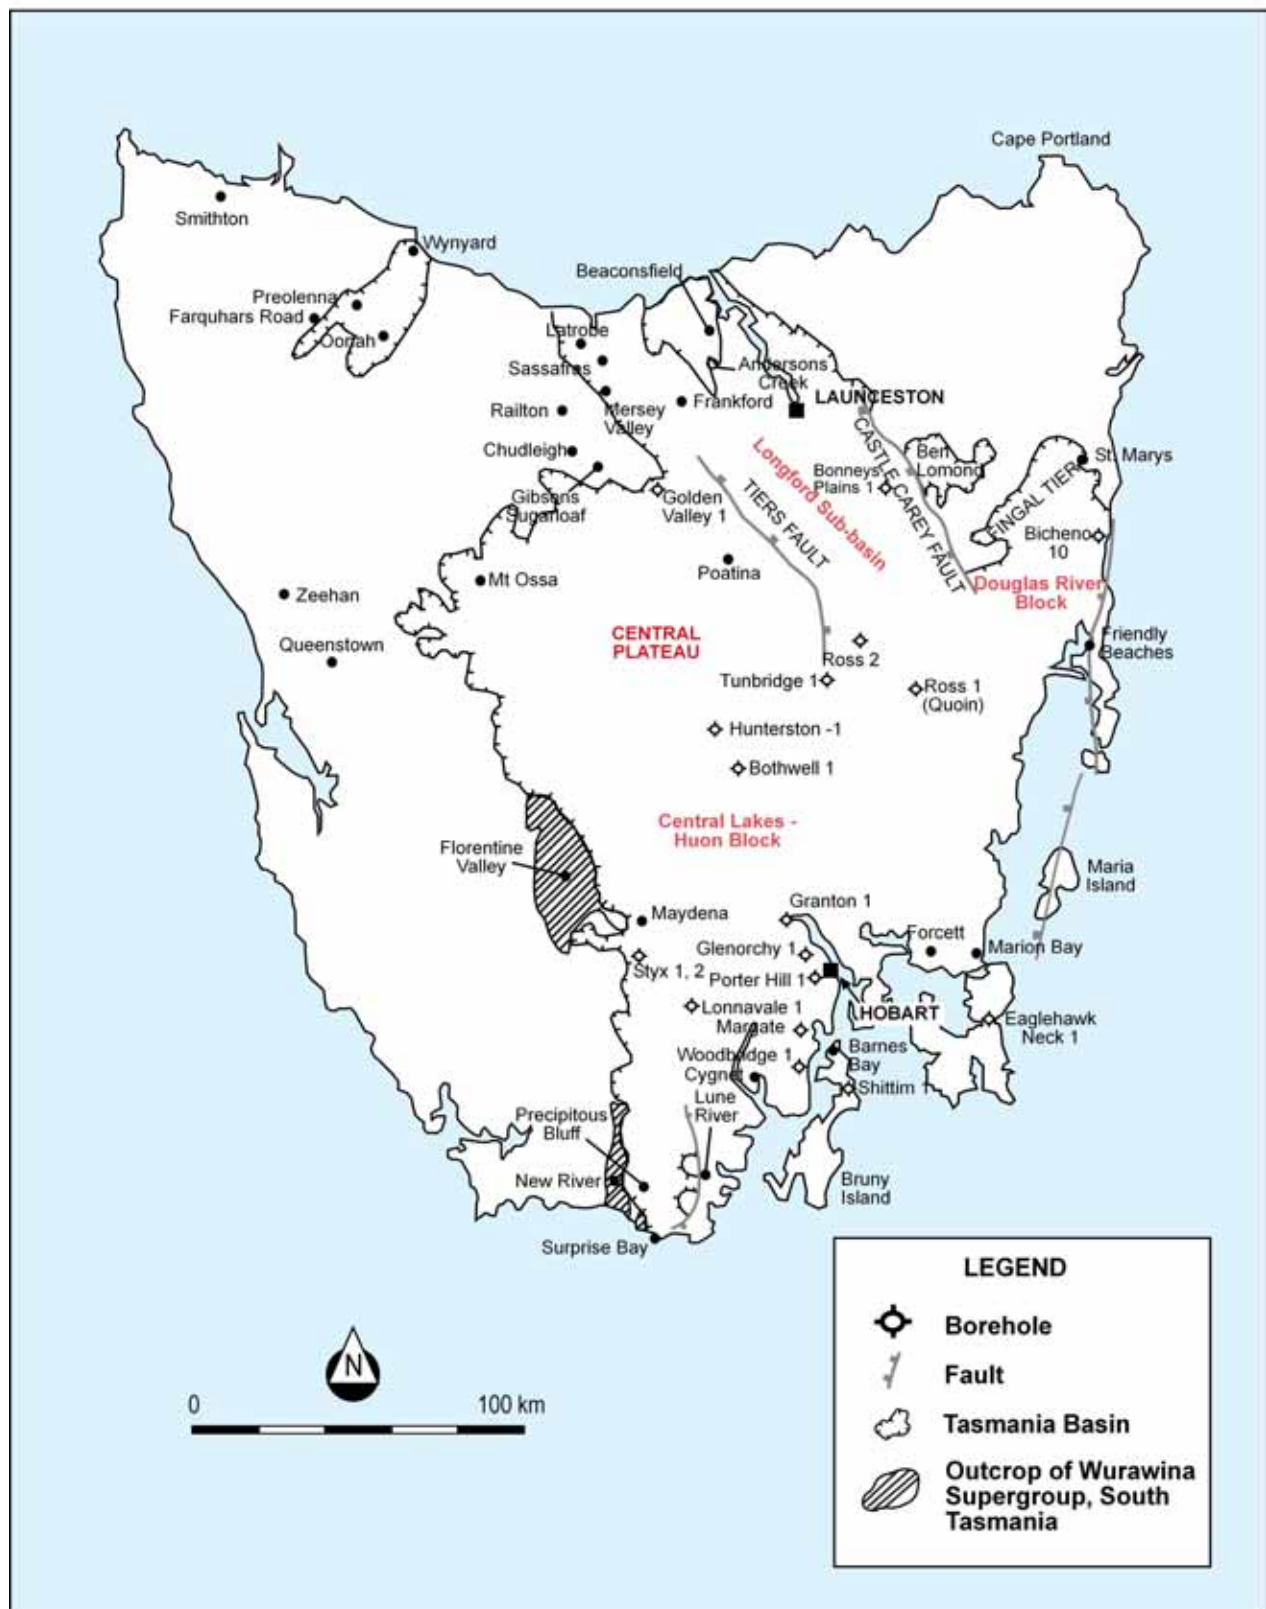 Cape Portland
Smithton
Wynyard
Beaconsfield
Preolenna
Farquhars Road
Oonah
Latrobe
Sassafras
Andersons
Creek
Railton
Mersey
Valley
Frankford
LAUNCESTON
Chudleigh
Gibsons
Sugarloaf
Golden
Valley 1
TIERS FAULT
Longford Sub-basin
Bonneys
Plains 1
CASTLE CAREY FAULT
Ben
Lomond
St. Marys
FINGAL TIER
Bicheno
10
Mt Ossa
Poatina
Douglas River
Block
Zeehan
Queenstown
CENTRAL
PLATEAU
Ross 2
Friendly
Beaches
Tunbridge 1
Ross 1
(Quoin)
Hunterston -1
Bothwell 1
Central Lakes -
Huon Block
Florentine
Valley
Maria
Island
Maydena
Granton 1
Forcett
Marion Bay
Glenorchy 1
Styx 1, 2
Porter Hill 1
HOBART
Lonnavale 1
Margate
Eaglehawk
Neck 1
Woodbridge 1
Cygnet
Barnes
Bay
Shittim 1
Lune
River
Precipitous
Bluff
New River
Bruny
Island
Surprise Bay
LEGEND
Borehole
Fault
Tasmania Basin
Outcrop of Wurawina
Supergroup, South
Tasmania
N
0 100 km